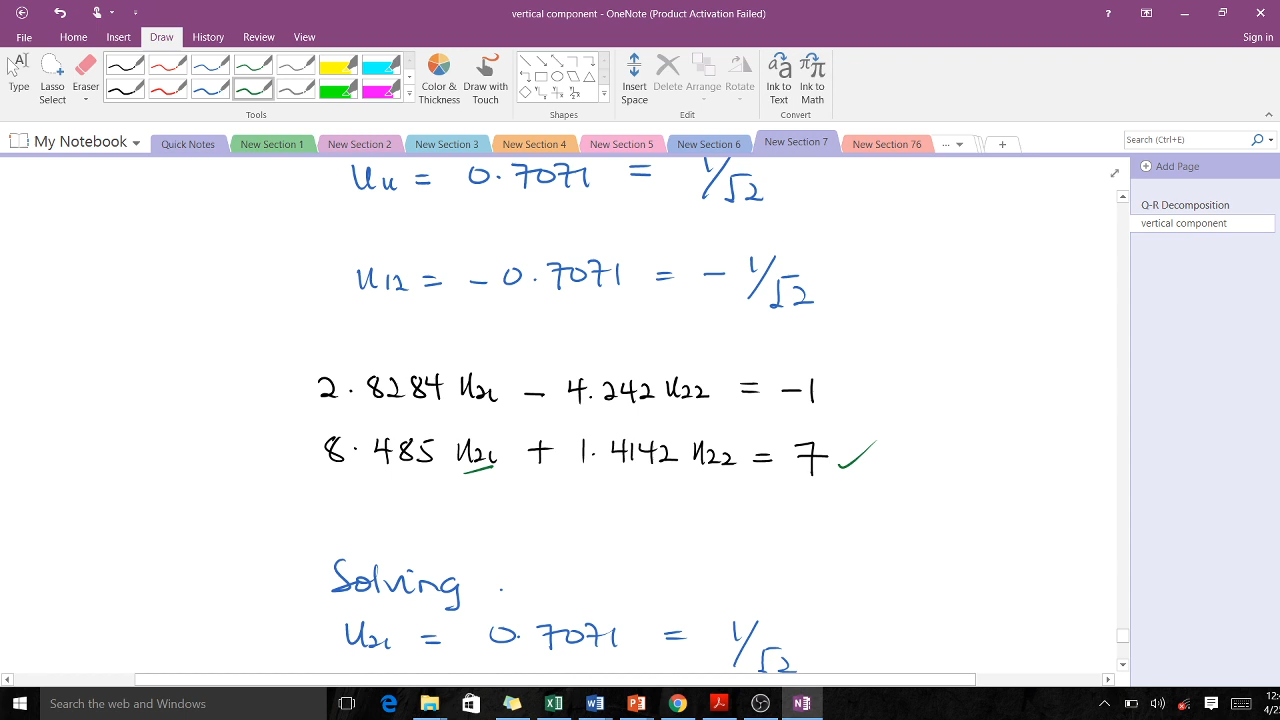 vertical component - OneNote (Product Activation Failed)
?
File Home Insert Draw History Review View
Sign in
Type
Lasso Select
Eraser
Color & Thickness
Draw with Touch
Insert Space
Delete
Arrange
Rotate
Ink to Text
Ink to Math
Tools
Shapes
Edit
Convert
My Notebook
Quick Notes
New Section 1
New Section 2
New Section 3
New Section 4
New Section 5
New Section 6
New Section 7
New Section 76
...
Search (Ctrl+E)
Add Page
Q-R Decomposition
vertical component
u11 = 0.7071 = 1/√2
u12 = - 0.7071 = - 1/√2
2.8284 u21 - 4.242 u22 = -1
8.485 u21 + 1.4142 u22 = 7 ✓
Solving .
u21 = 0.7071 = 1/√2
Search the web and Windows